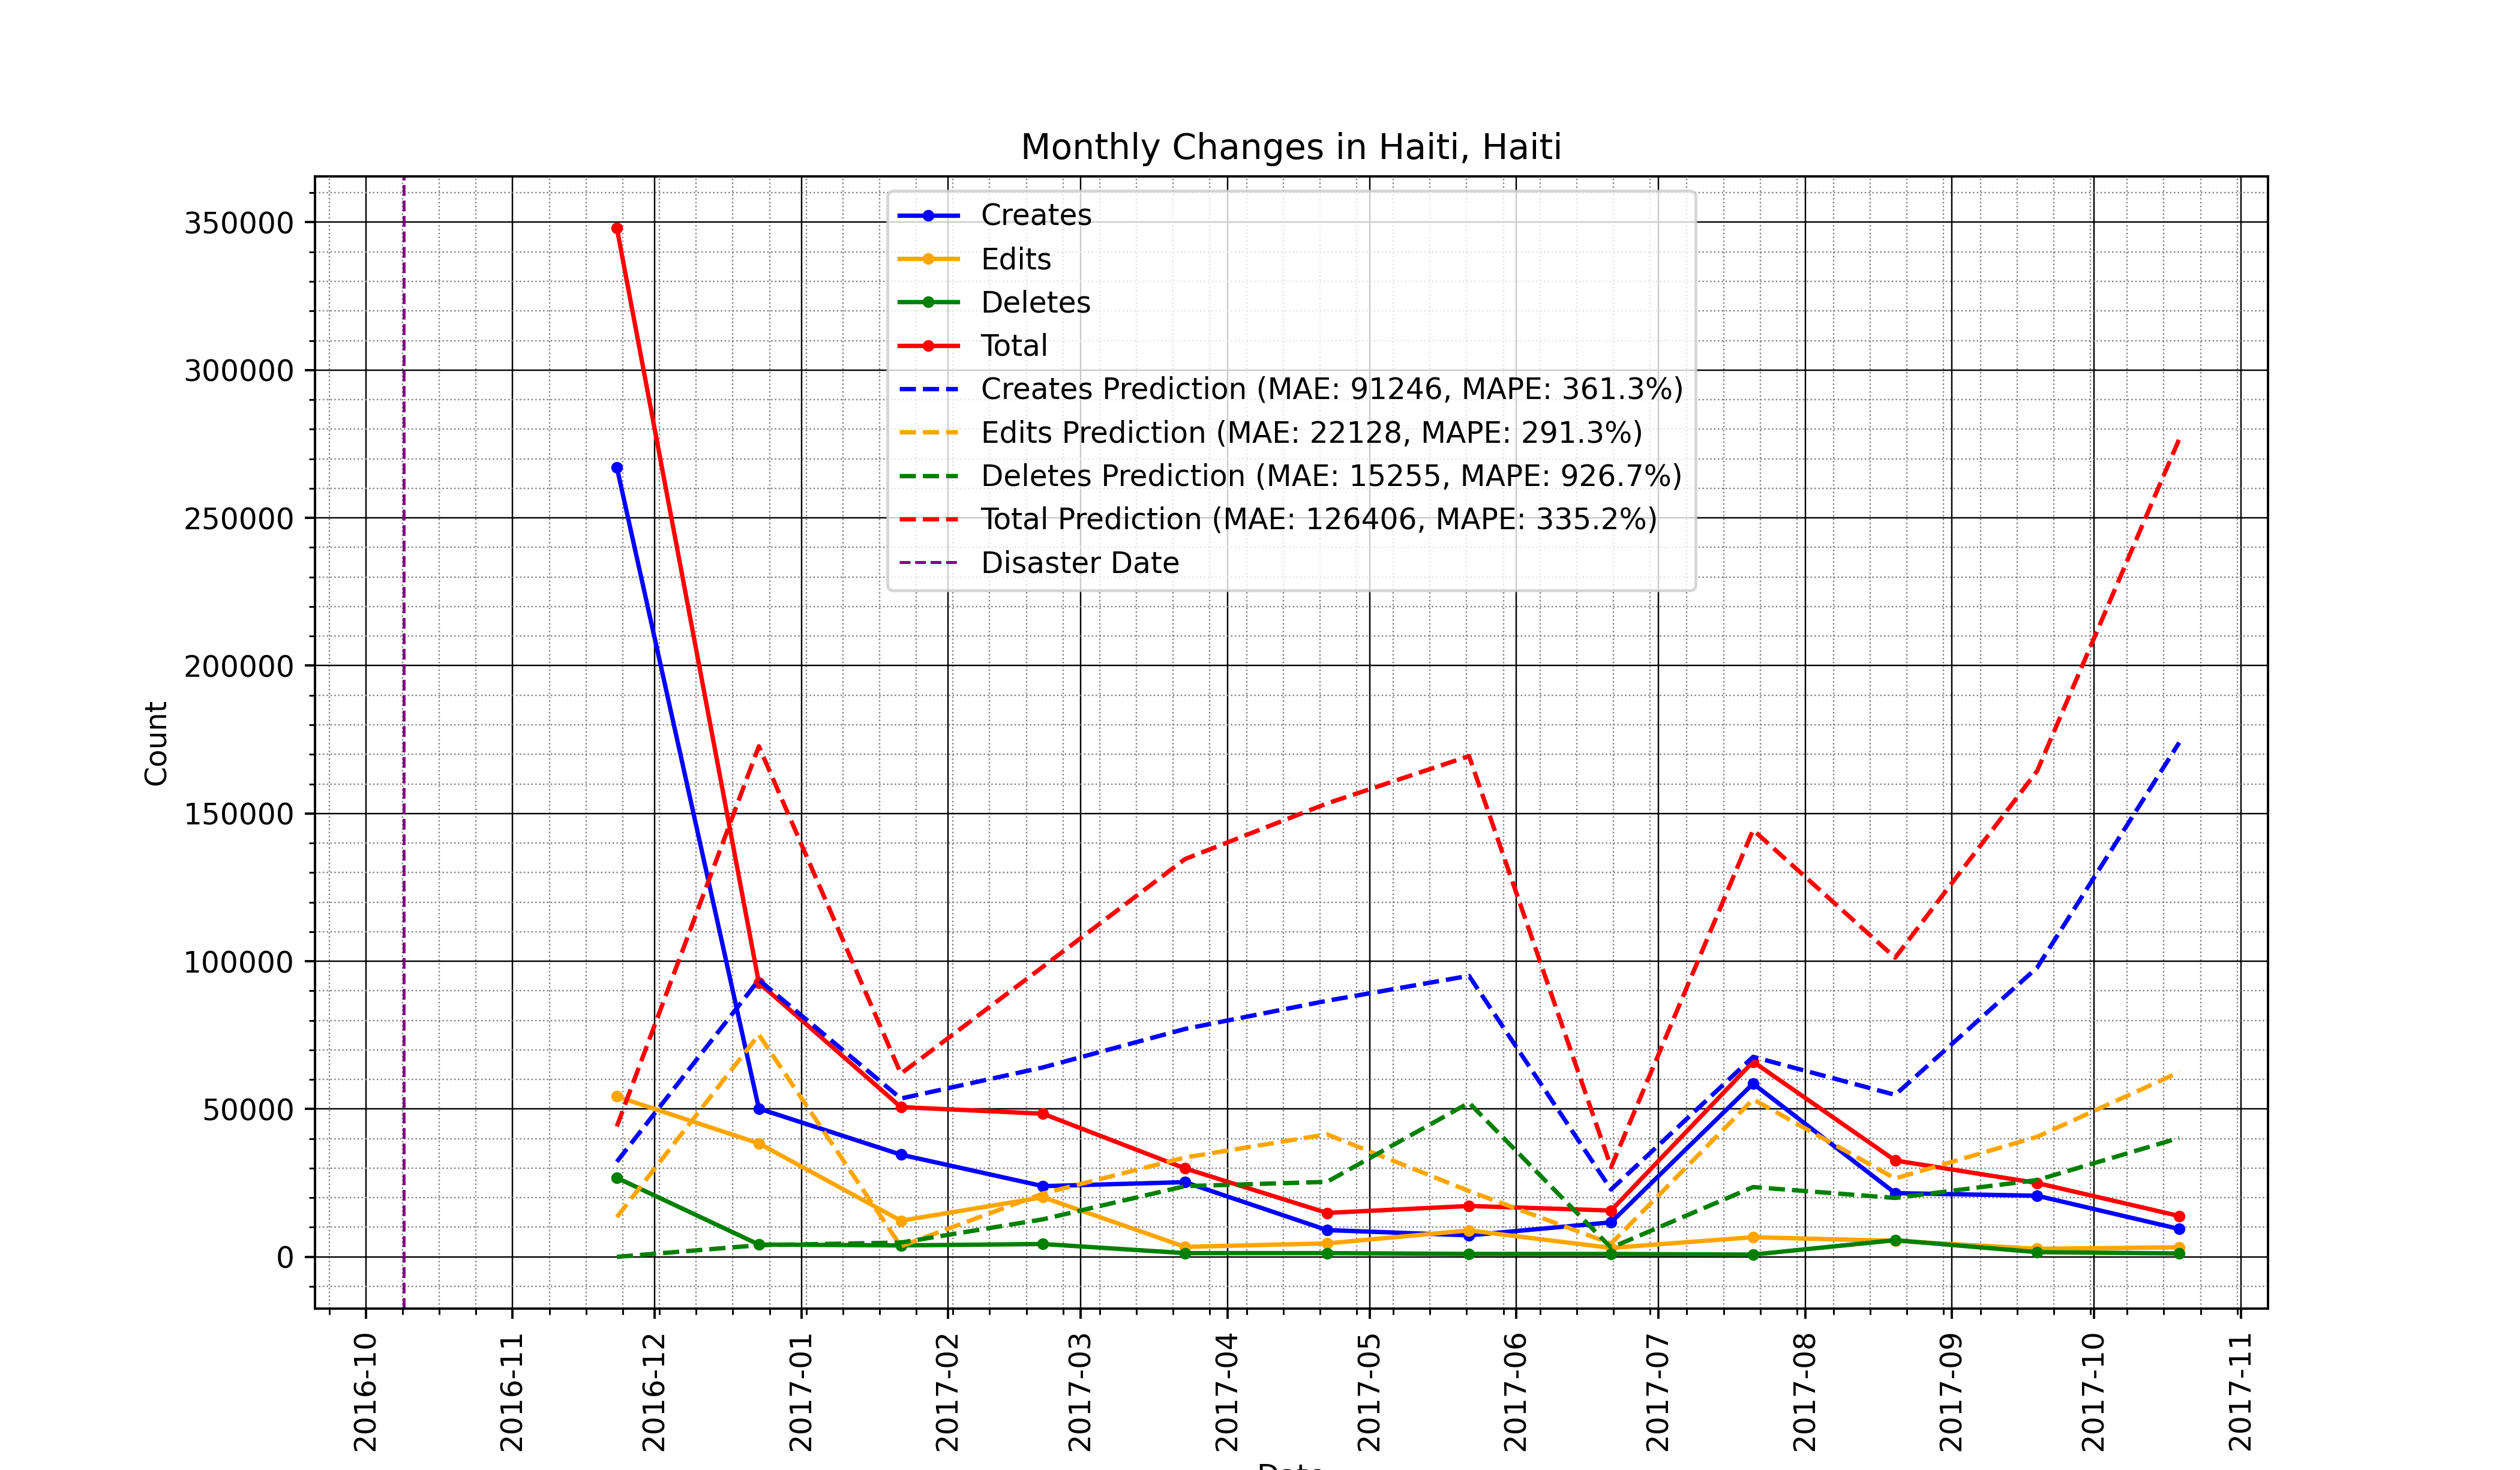 Monthly Changes in Haiti, Haiti
Creates
Edits
Deletes
Total
Creates Prediction (MAE: 91246, MAPE: 361.3%)
Edits Prediction (MAE: 22128, MAPE: 291.3%)
Deletes Prediction (MAE: 15255, MAPE: 926.7%)
Total Prediction (MAE: 126406, MAPE: 335.2%)
Disaster Date
Count
350000
300000
250000
200000
150000
100000
50000
0
2016-10
2016-11
2016-12
2017-01
2017-02
2017-03
2017-04
2017-05
2017-06
2017-07
2017-08
2017-09
2017-10
2017-11
Date